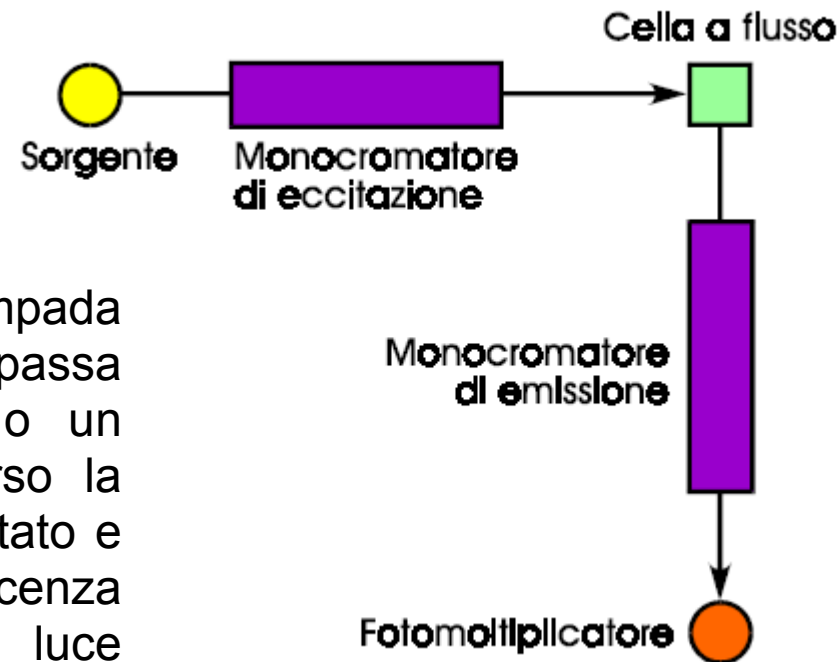 Cella a flusso
Sorgente
Monocromatore
di eccitazione
mpada
passa
o un
rso la
tato e
cenza
luce
Monocromatore
di emissione
Fotomoltiplicatore